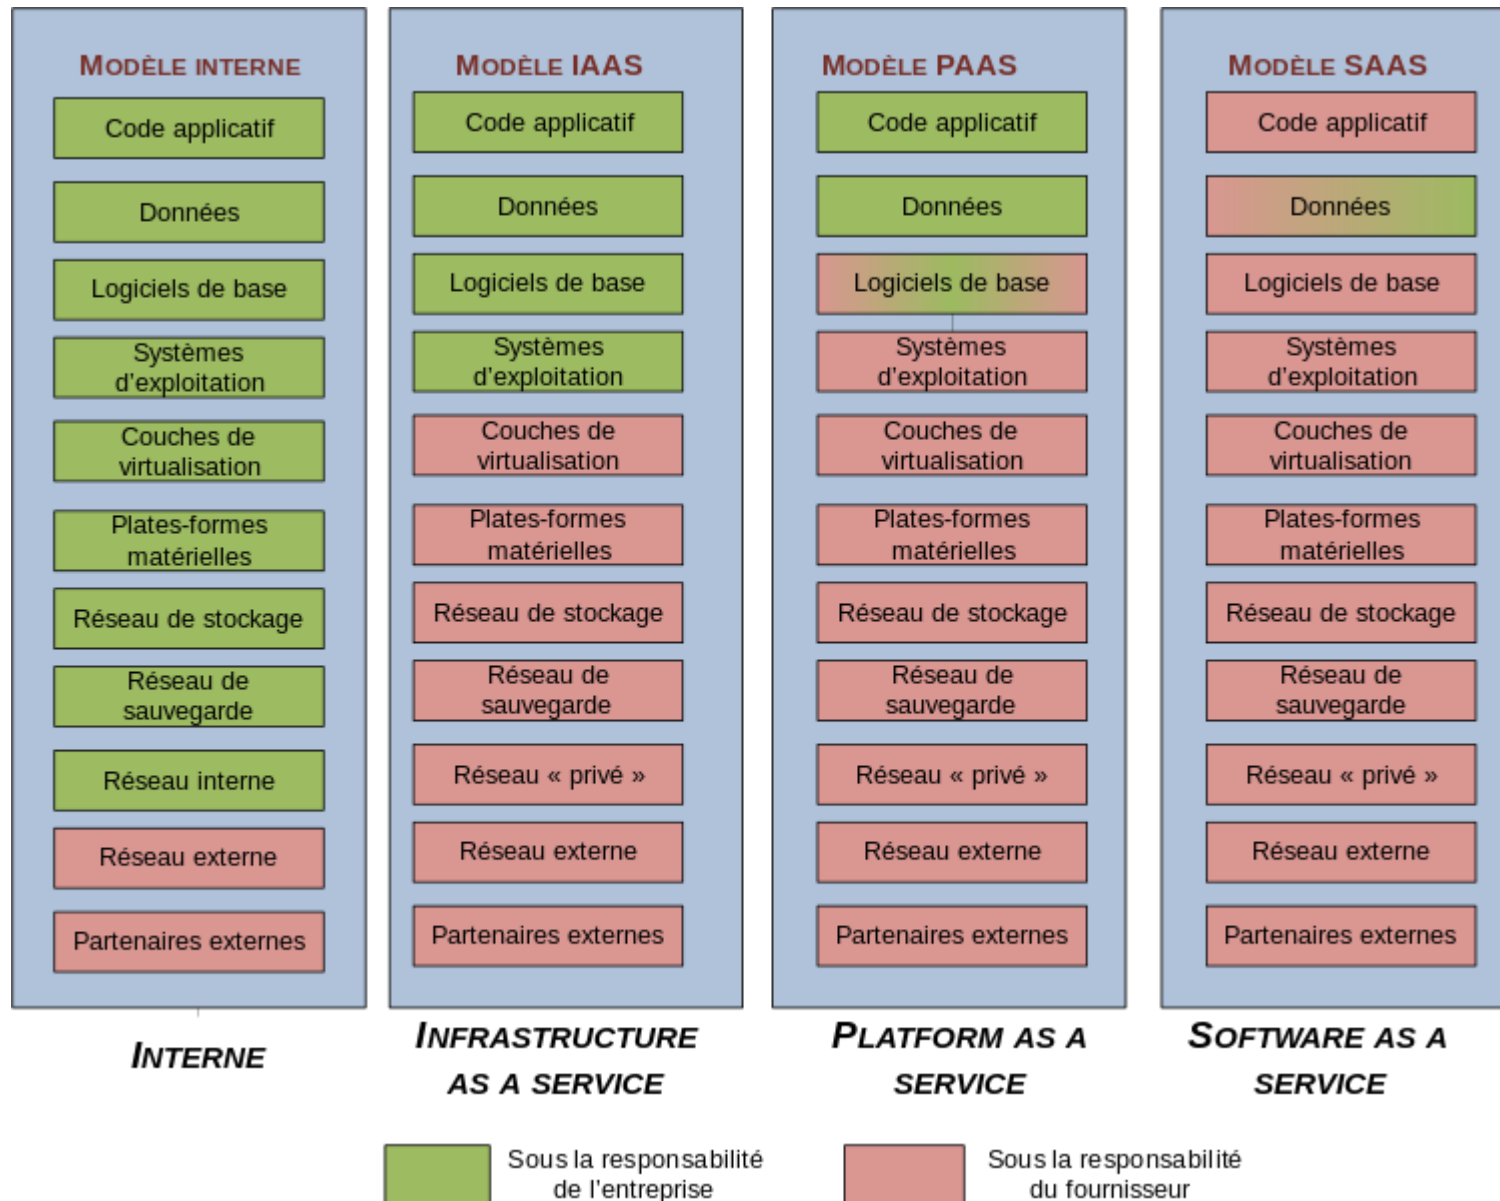 MODÈLE INTERNE
Code applicatif
Données
Logiciels de base
Systèmes
d'exploitation
Couches de
virtualisation
Plates-formes
matérielles
Réseau de stockage
Réseau de
sauvegarde
Réseau interne
Réseau externe
Partenaires externes
INTERNE
MODÈLE IAAS
Code applicatif
Données
Logiciels de base
Systèmes
d'exploitation
Couches de
virtualisation
Plates-formes
matérielles
Réseau de stockage
Réseau de
sauvegarde
Réseau « privé »
Réseau externe
Partenaires externes
INFRASTRUCTURE
AS A SERVICE
MODÈLE PAAS
Code applicatif
Données
Logiciels de base
Systèmes
d'exploitation
Couches de
virtualisation
Plates-formes
matérielles
Réseau de stockage
Réseau de
sauvegarde
Réseau « privé »
Réseau externe
Partenaires externes
PLATFORM AS A
SERVICE
MODÈLE SAAS
Code applicatif
Données
Logiciels de base
Systèmes
d'exploitation
Couches de
virtualisation
Plates-formes
matérielles
Réseau de stockage
Réseau de
sauvegarde
Réseau « privé »
Réseau externe
Partenaires externes
SOFTWARE AS A
SERVICE
Sous la responsabilité
de l'entreprise
Sous la responsabilité
du fournisseur